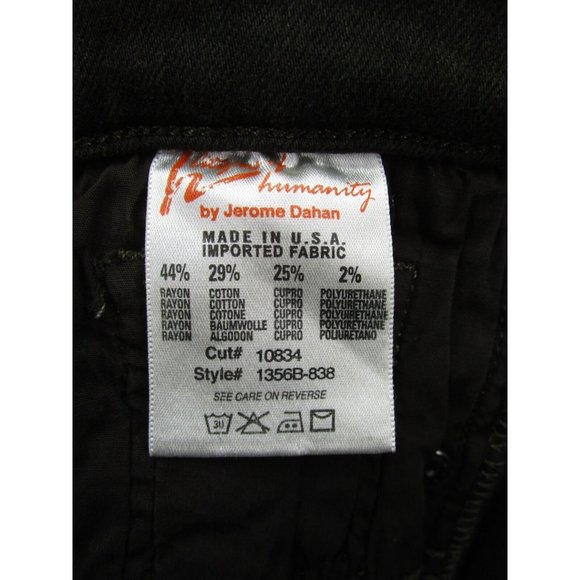 humanity
by Jerome Dahan
MADE IN U.S.A.
IMPORTED FABRIC
44% 29% 25% 2%
RAYON COTON CUPRO POLYURETHANE
RAYON COTTON CUPRO POLYURETHANE
RAYON COTONE CUPRO POLYURETHANE
RAYON BAUMWOLLE CUPRO POLYURETHANE
RAYON ALGODON CUPRO POLIURETANO
Cut# 10834
Style# 1356B-838
SEE CARE ON REVERSE
30